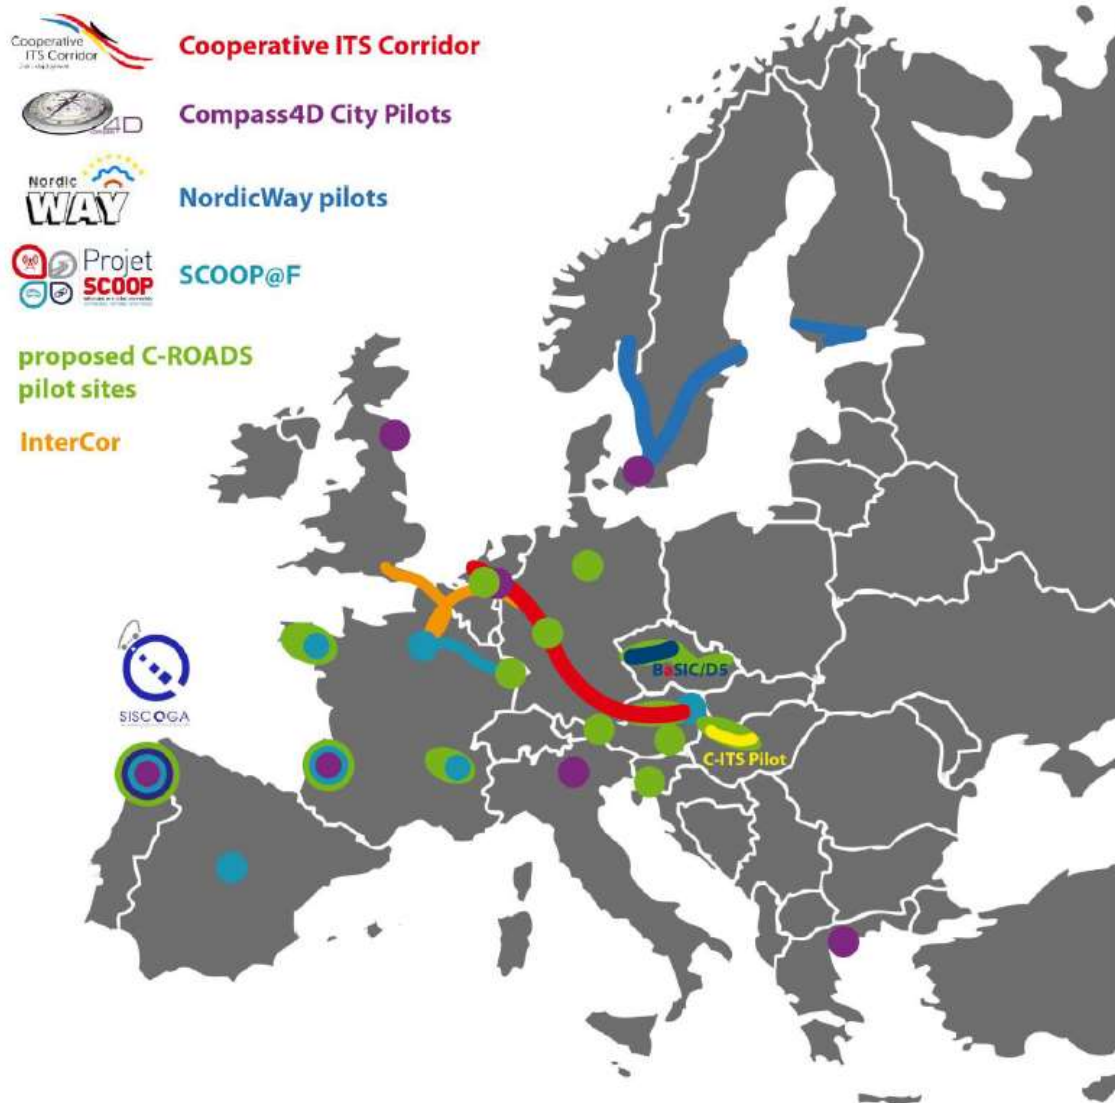 Cooperative
ITS Corridor
Cooperative ITS Corridor
4D
Compass4D City Pilots
Nordic
WAY
NordicWay pilots
Projet
SCOOP
SCOOP@F
proposed C-ROADS
pilot sites
InterCor
SISCOGA
BaSIC/D5
C-ITS Pilot